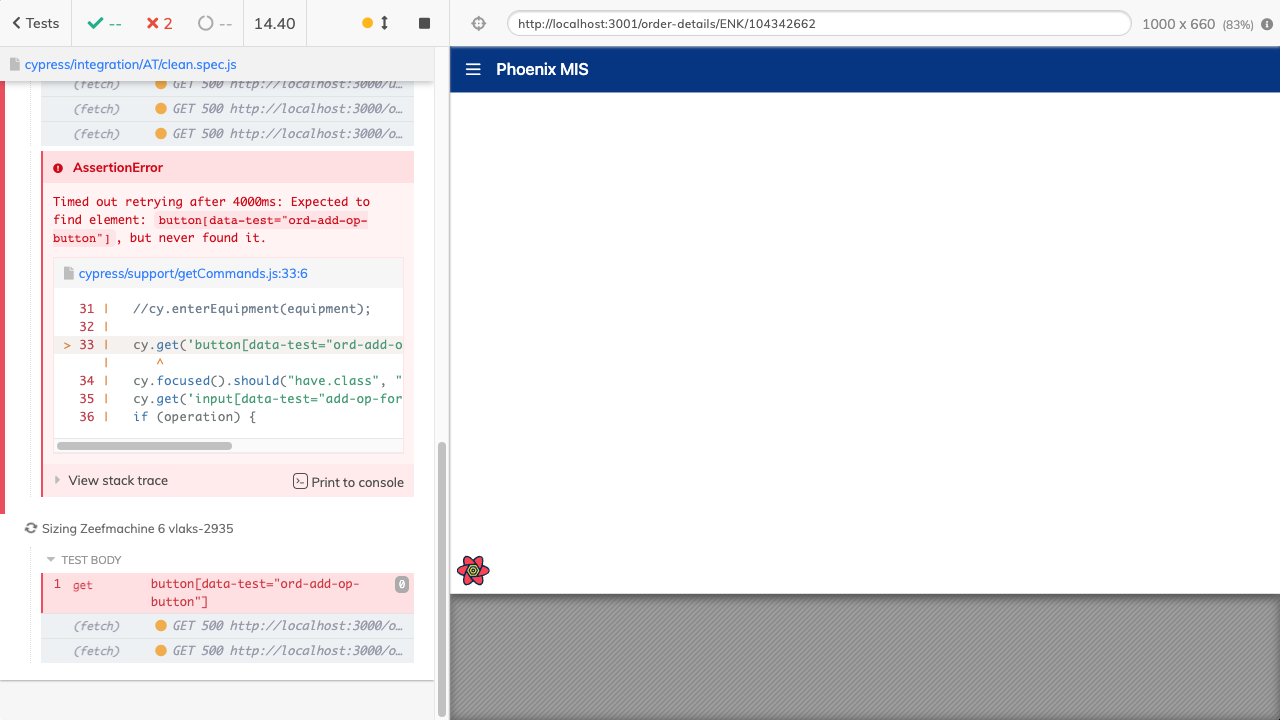 Tests
--
2
--
14.40
http://localhost:3001/order-details/ENK/104342662
1000 x 660 (83%)
cypress/integration/AT/clean.spec.js
(fetch) GET 500 http://localhost:3000/u…
(fetch) GET 500 http://localhost:3000/o…
(fetch) GET 500 http://localhost:3000/o…
AssertionError
Timed out retrying after 4000ms: Expected to
find element: button[data-test="ord-add-op-
button"], but never found it.
cypress/support/getCommands.js:33:6
31 | //cy.enterEquipment(equipment);
32 |
> 33 | cy.get('button[data-test="ord-add-o
| ^
34 | cy.focused().should("have.class", "
35 | cy.get('input[data-test="add-op-for
36 | if (operation) {
View stack trace
Print to console
Sizing Zeefmachine 6 vlaks-2935
TEST BODY
1 get button[data-test="ord-add-op-
button"] 0
(fetch) GET 500 http://localhost:3000/o…
(fetch) GET 500 http://localhost:3000/o…
Phoenix MIS